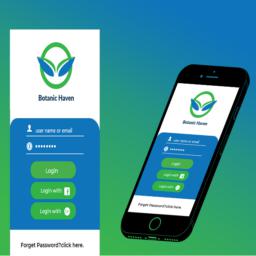 Botanic Haven
user name or email
********
Login
Login with
Login with
Forget Password?click here.
Botanic Haven
user name or email
********
Login
Login with
Login with
Forget Password?click here.